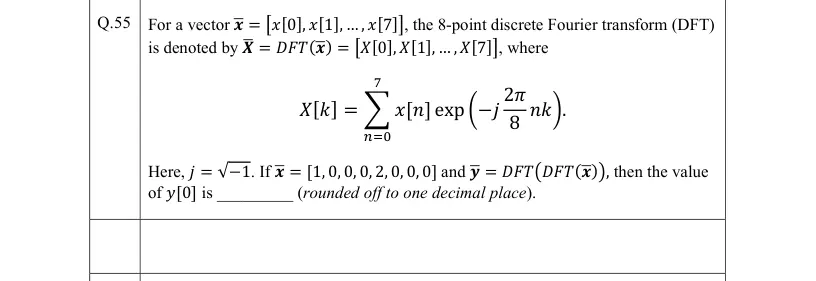 Q.55 For a vector x̅ = [x[0], x[1], … , x[7]], the 8-point discrete Fourier transform (DFT)
is denoted by X̅ = DFT(x̅) = [X[0], X[1], … , X[7]], where
X[k] = ∑_{n=0}^{7} x[n] exp(−j (2π/8) nk).
Here, j = √−1. If x̅ = [1, 0, 0, 0, 2, 0, 0, 0] and y̅ = DFT(DFT(x̅)), then the value
of y[0] is _________ (rounded off to one decimal place).